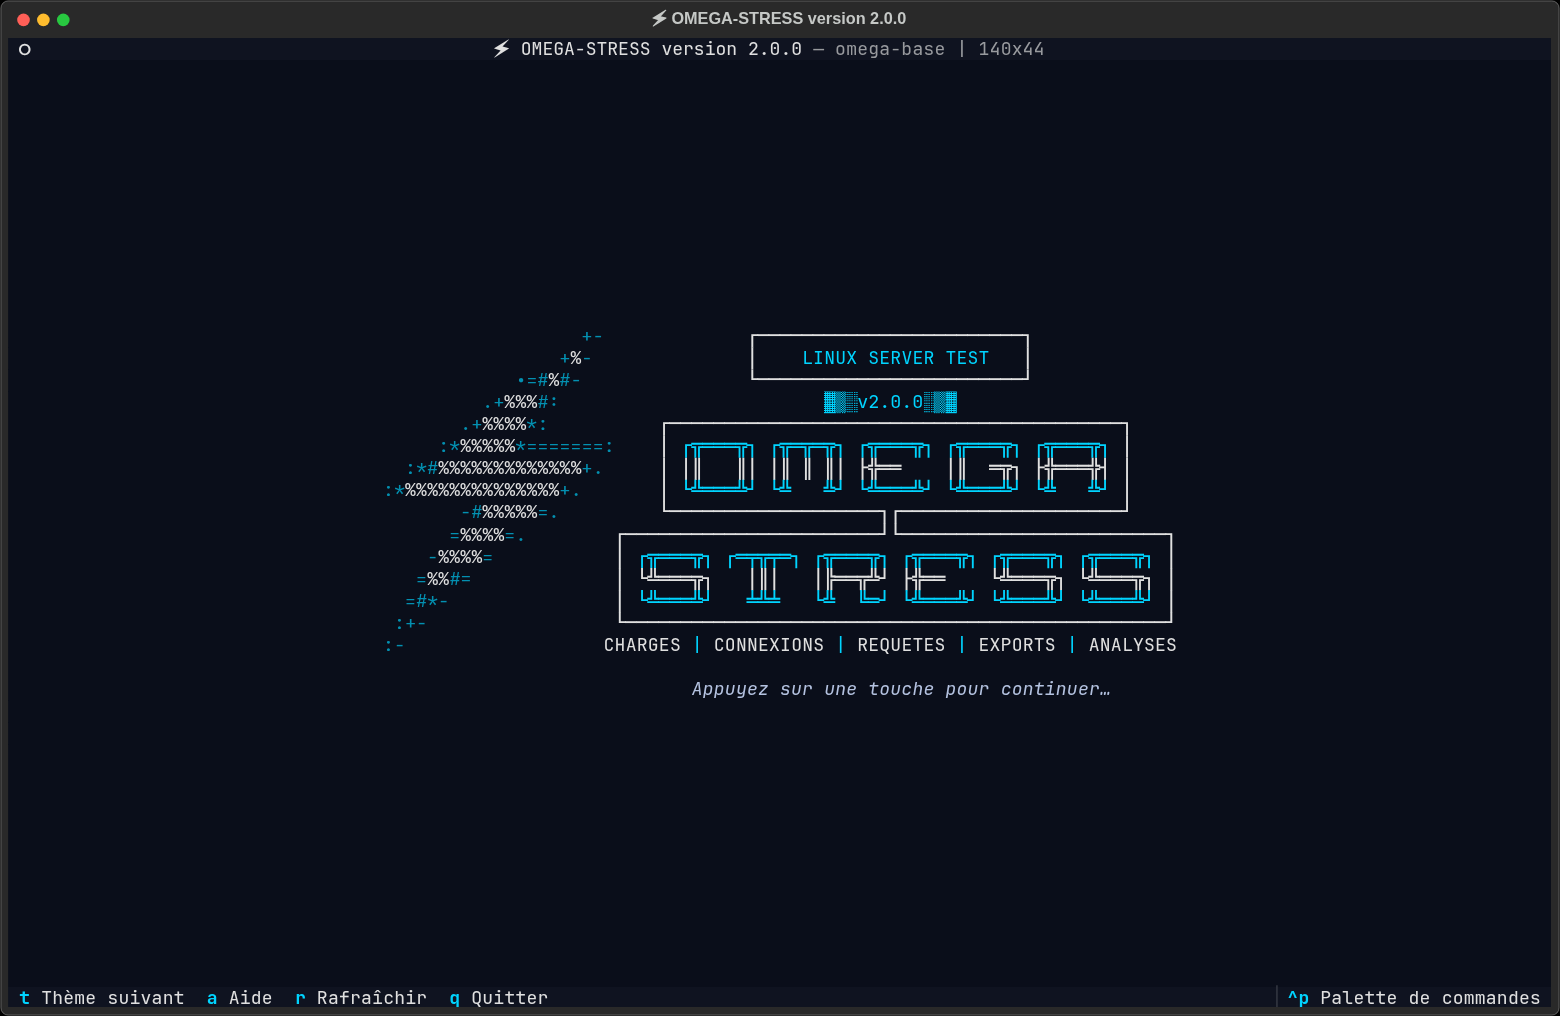 ⚡ OMEGA-STRESS version 2.0.0
⚡ OMEGA-STRESS version 2.0.0 — omega-base | 140x44
LINUX SERVER TEST
v2.0.0
OMEGA
STRESS
CHARGES | CONNEXIONS | REQUETES | EXPORTS | ANALYSES
Appuyez sur une touche pour continuer…
t Thème suivant a Aide r Rafraîchir q Quitter ^p Palette de commandes